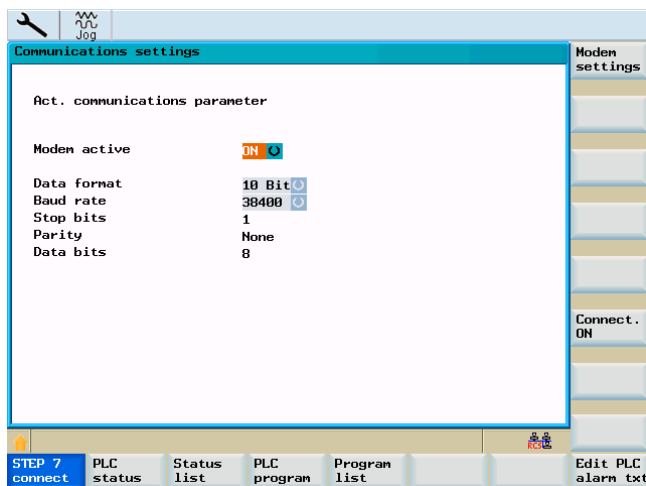 Jog
Communications settings
Modem settings
Act. communications parameter
Modem active ON
Data format 10 Bit
Baud rate 38400
Stop bits 1
Parity None
Data bits 8
Connect. ON
RCS
STEP 7 connect
PLC status
Status list
PLC program
Program list
Edit PLC alarm txt